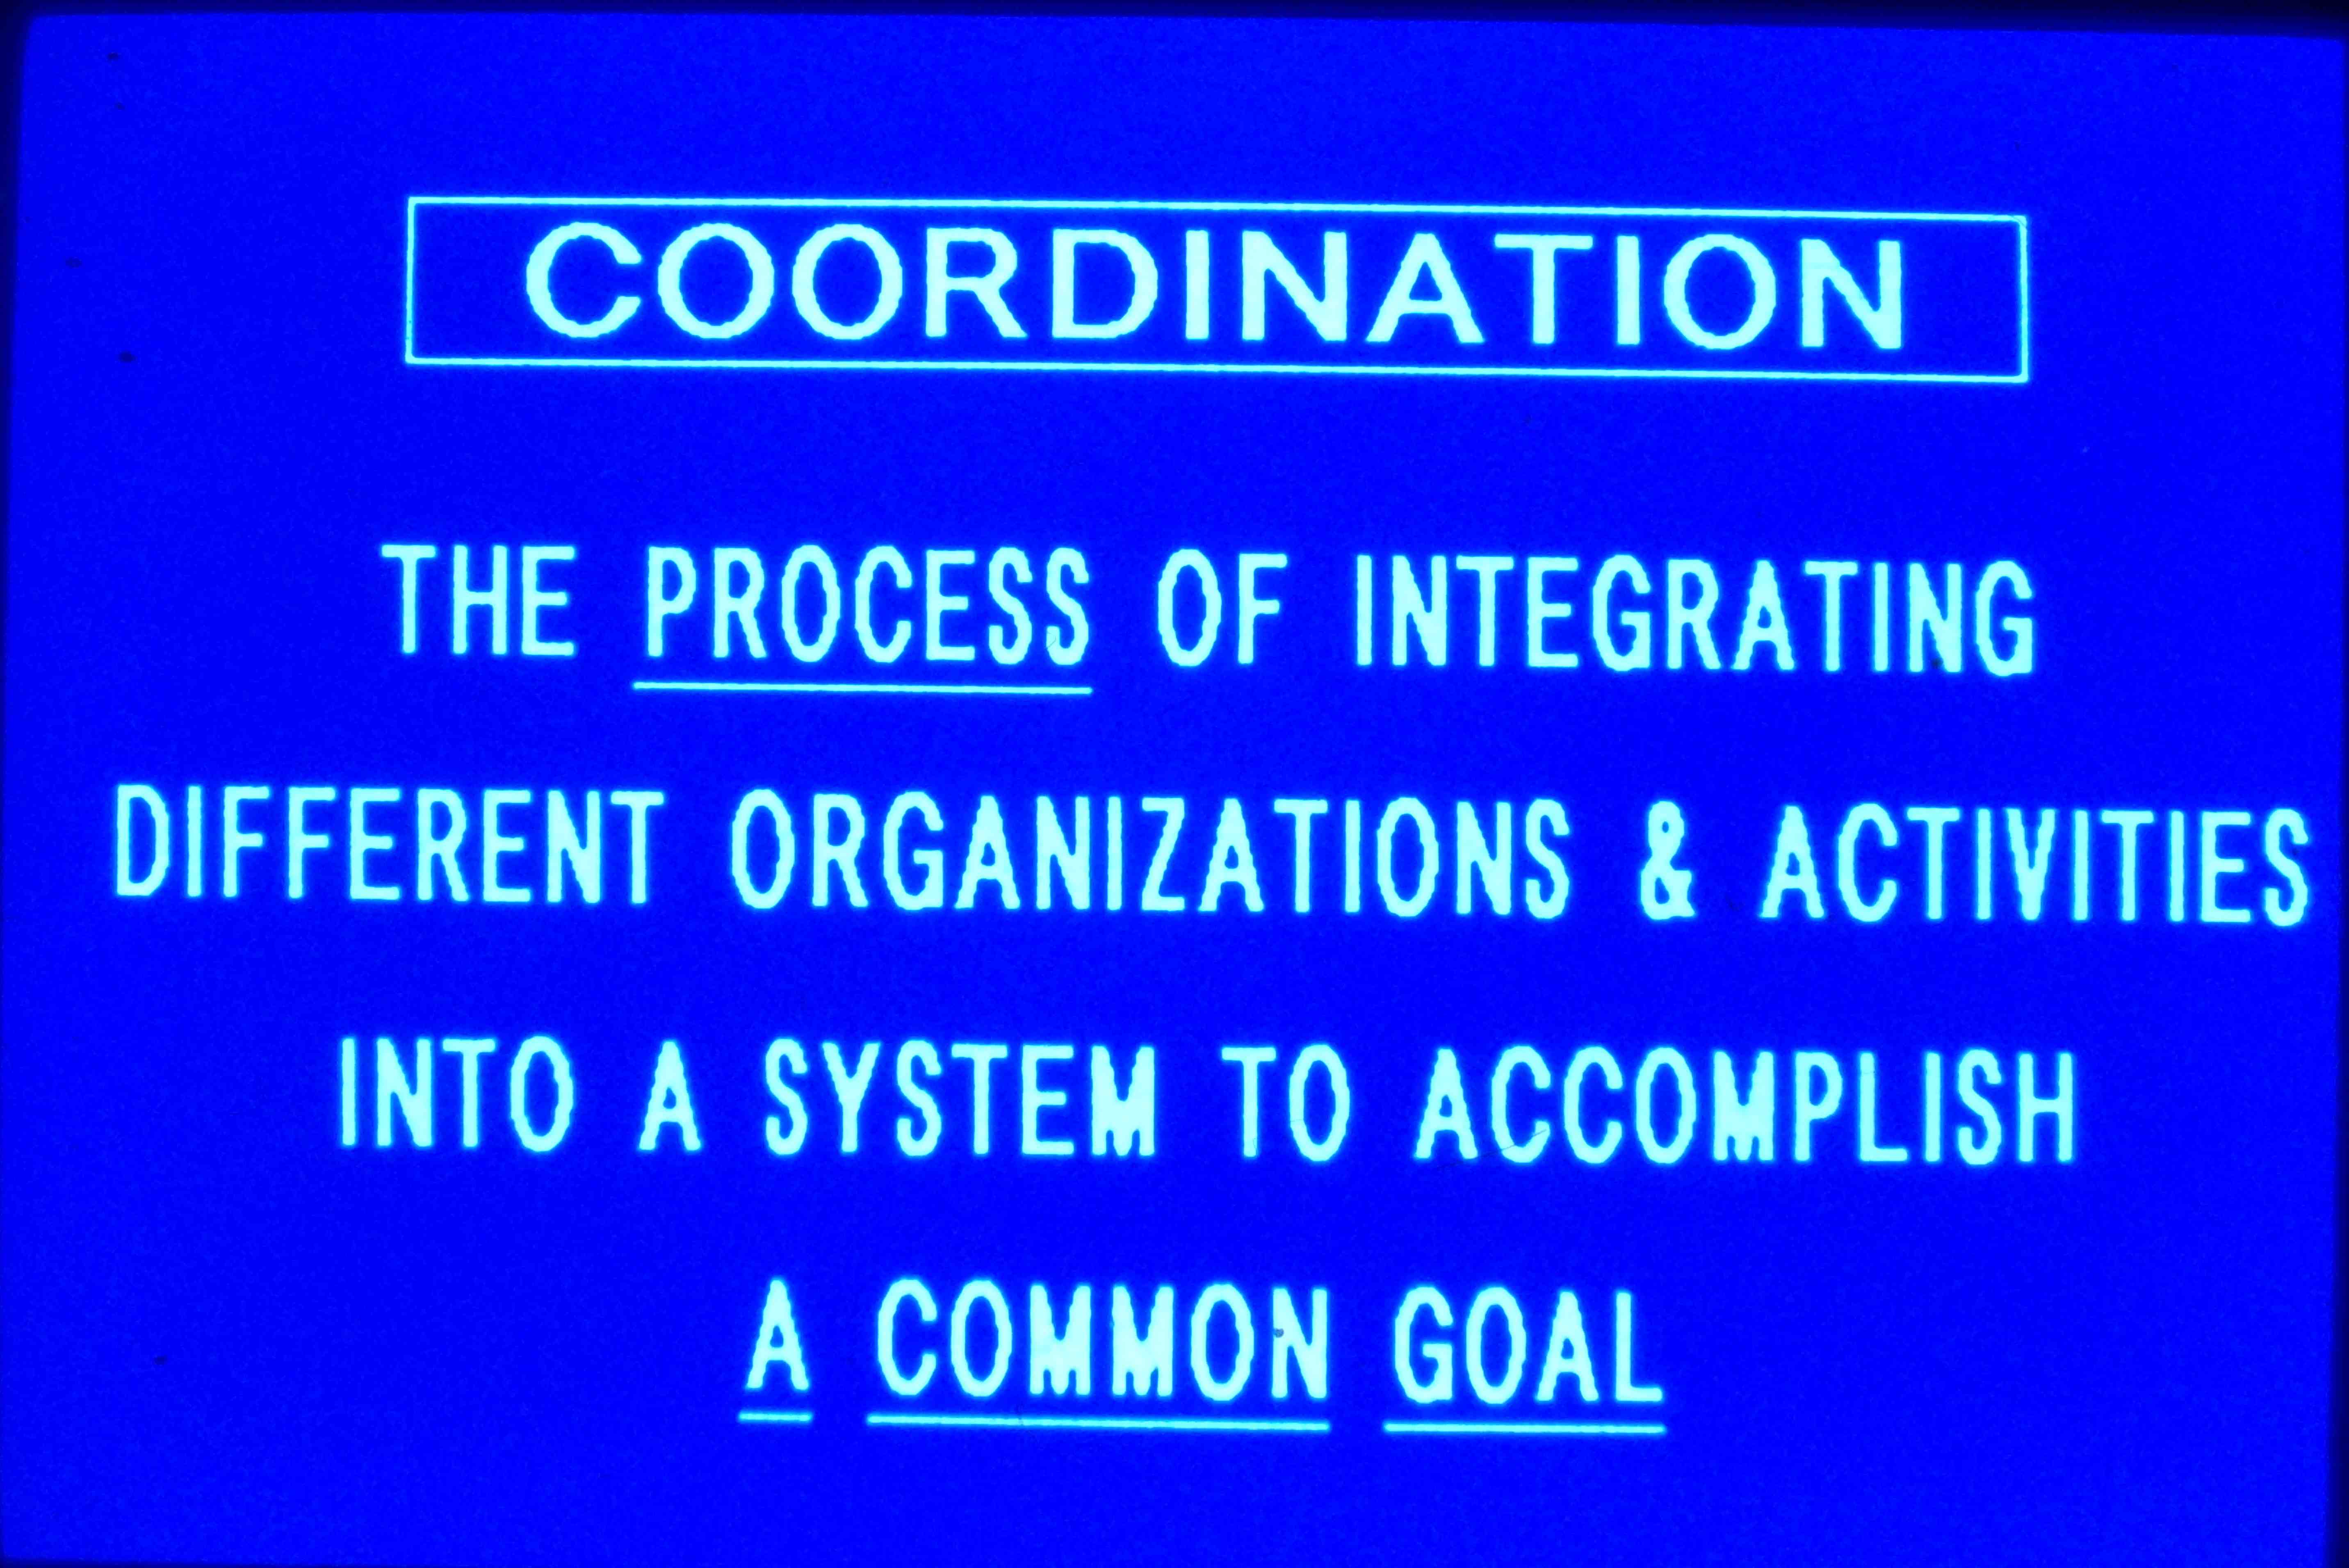 COORDINATION
THE PROCESS OF INTEGRATING
DIFFERENT ORGANIZATIONS & ACTIVITIES
INTO A SYSTEM TO ACCOMPLISH
A COMMON GOAL